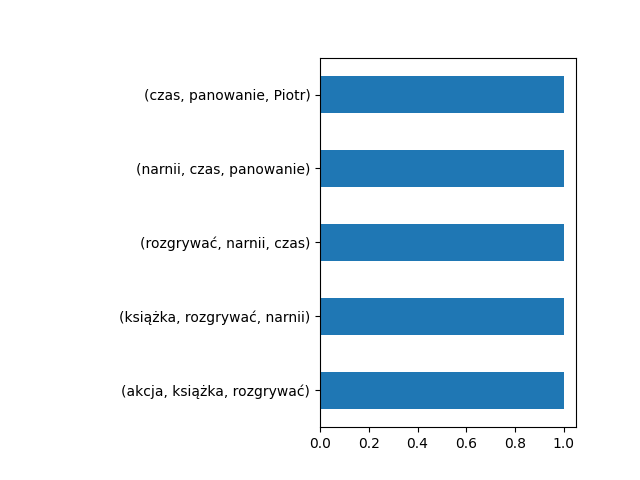 (czas, panowanie, Piotr)
(narnii, czas, panowanie)
(rozgrywać, narnii, czas)
(książka, rozgrywać, narnii)
(akcja, książka, rozgrywać)
0.0 0.2 0.4 0.6 0.8 1.0